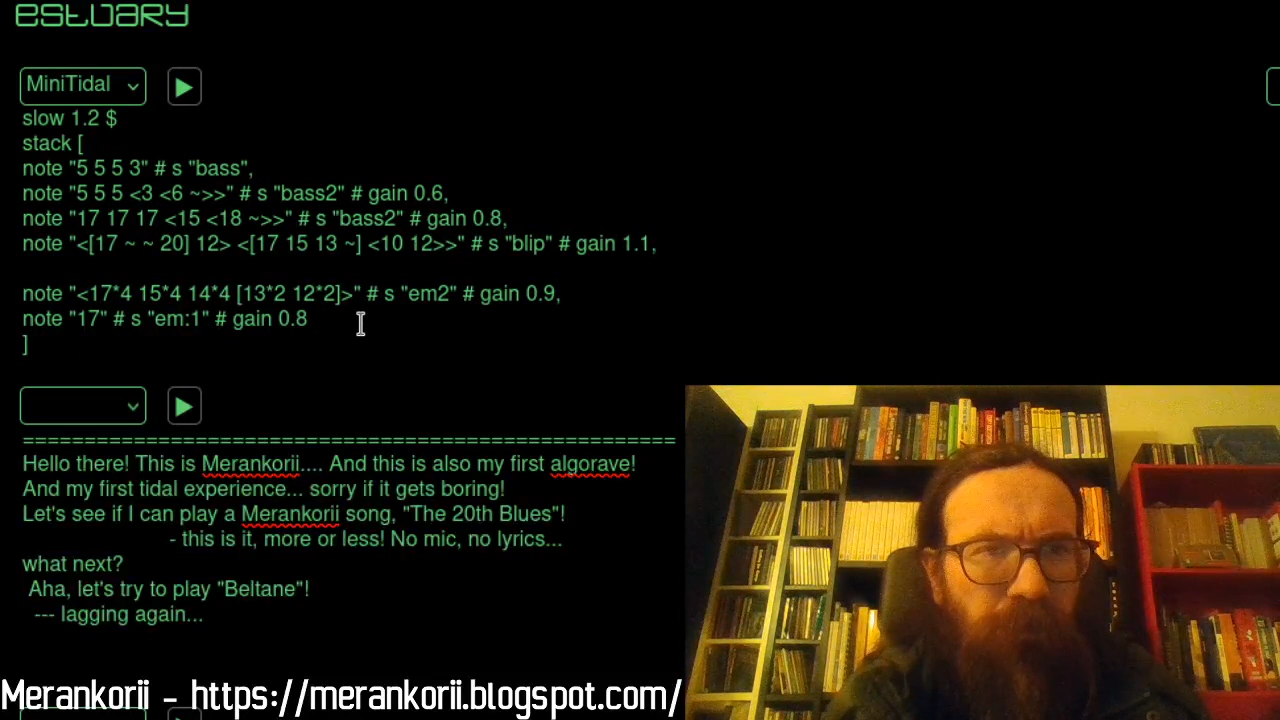 estuary
MiniTidal
slow 1.2 $
stack [
note "5 5 5 3" # s "bass",
note "5 5 5 <3 <6 ~>>" # s "bass2" # gain 0.6,
note "17 17 17 <15 <18 ~>>" # s "bass2" # gain 0.8,
note "<[17 ~ ~ 20] 12> <[17 15 13 ~] <10 12>>" # s "blip" # gain 1.1,
note "<17*4 15*4 14*4 [13*2 12*2]>" # s "em2" # gain 0.9,
note "17" # s "em:1" # gain 0.8
]
=====================================================
Hello there! This is Merankorii.... And this is also my first algorave!
And my first tidal experience... sorry if it gets boring!
Let's see if I can play a Merankorii song, "The 20th Blues"!
- this is it, more or less! No mic, no lyrics...
what next?
Aha, let's try to play "Beltane"!
--- lagging again...
Merankorii - https://merankorii.blogspot.com/